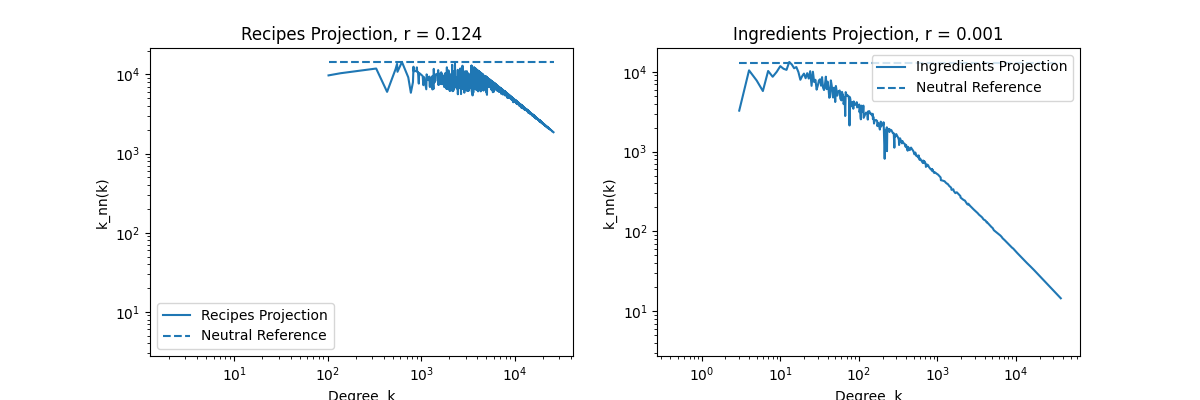 Recipes Projection, r = 0.124
k_nn(k)
10^4
10^3
10^2
10^1
Recipes Projection
Neutral Reference
10^1 10^2 10^3 10^4
Degree, k
Ingredients Projection, r = 0.001
k_nn(k)
10^4
10^3
10^2
10^1
Ingredients Projection
Neutral Reference
10^0 10^1 10^2 10^3 10^4
Degree, k